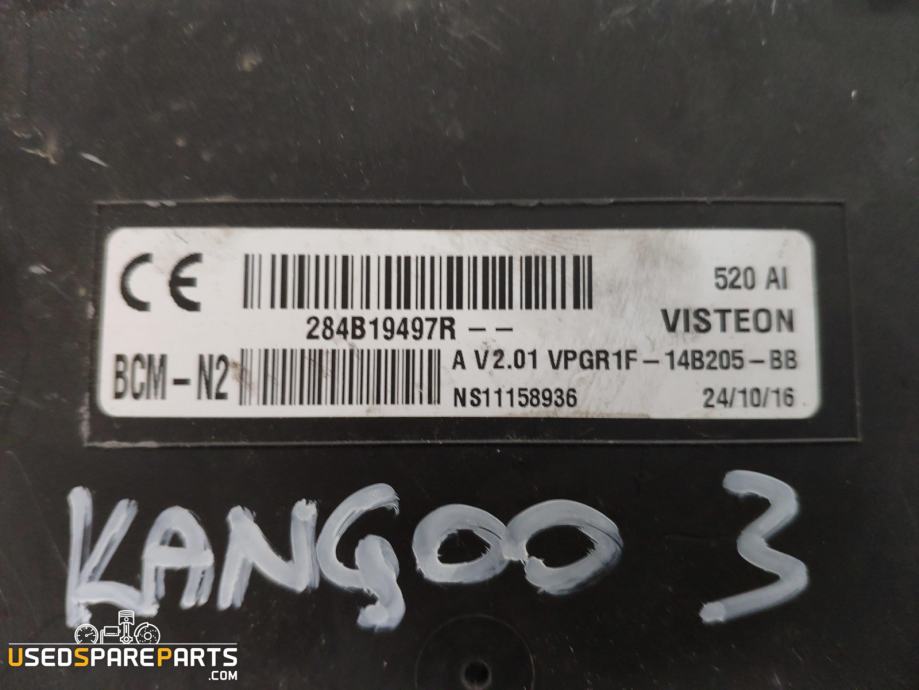 CE
520 AI
284B19497R --
VISTEON
BCM-N2
A V2.01 VPGR1F-14B205-BB
NS11158936
24/10/16
KANGOO 3
USEDSPAREPARTS
.COM